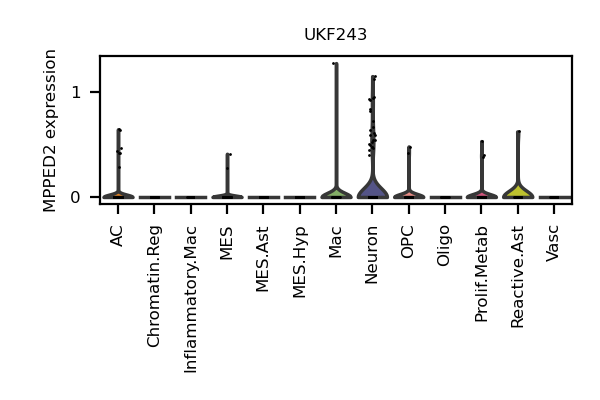 UKF243
MPPED2 expression
1
0
AC
Chromatin.Reg
Inflammatory.Mac
MES
MES.Ast
MES.Hyp
Mac
Neuron
OPC
Oligo
Prolif.Metab
Reactive.Ast
Vasc